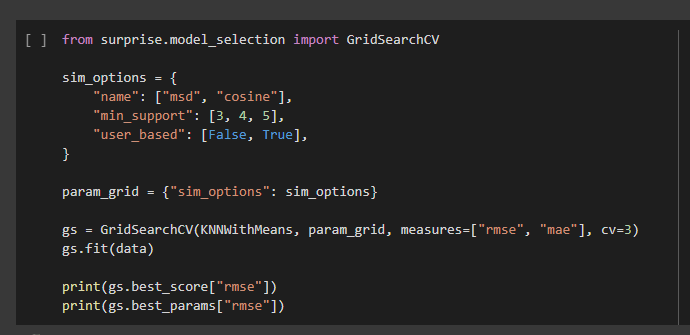 [ ] from surprise.model_selection import GridSearchCV
sim_options = {
    "name": ["msd", "cosine"],
    "min_support": [3, 4, 5],
    "user_based": [False, True],
}
param_grid = {"sim_options": sim_options}
gs = GridSearchCV(KNNWithMeans, param_grid, measures=["rmse", "mae"], cv=3)
gs.fit(data)
print(gs.best_score["rmse"])
print(gs.best_params["rmse"])